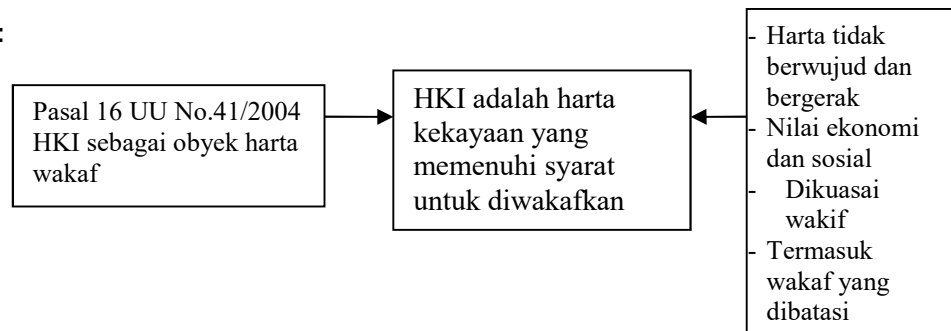 :
Pasal 16 UU No.41/2004
HKI sebagai obyek harta
wakaf
HKI adalah harta
kekayaan yang
memenuhi syarat
untuk diwakafkan
- Harta tidak
berwujud dan
bergerak
- Nilai ekonomi
dan sosial
- Dikuasai
wakif
- Termasuk
wakaf yang
dibatasi